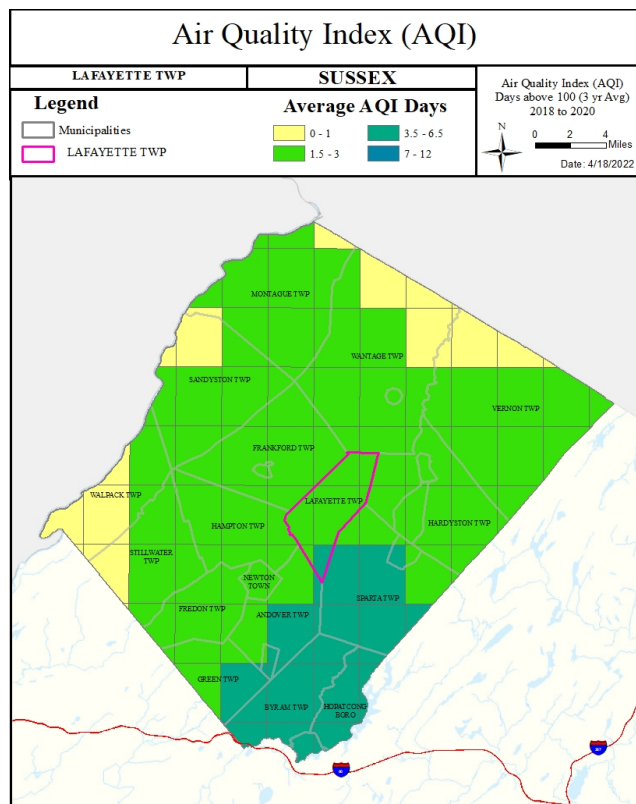 Air Quality Index (AQI)
LAFAYETTE TWP
SUSSEX
Legend
Municipalities
LAFAYETTE TWP
Average AQI Days
0 - 1
1.5 - 3
3.5 - 6.5
7 - 12
Air Quality Index (AQI)
Days above 100 (3 yr Avg)
2018 to 2020
N
0 2 4
Miles
Date: 4/18/2022
MONTAGUE TWP
WANTAGE TWP
SANDYSTON TWP
VERNON TWP
FRANKFORD TWP
WALPACK TWP
LAFAYETTE TWP
HAMPTON TWP
HARDYSTON TWP
STILLWATER
TWP
NEWTON
TOWN
SPARTA TWP
FREDON TWP
ANDOVER TWP
GREEN TWP
BYRAM TWP
HOPATCONG
BORO